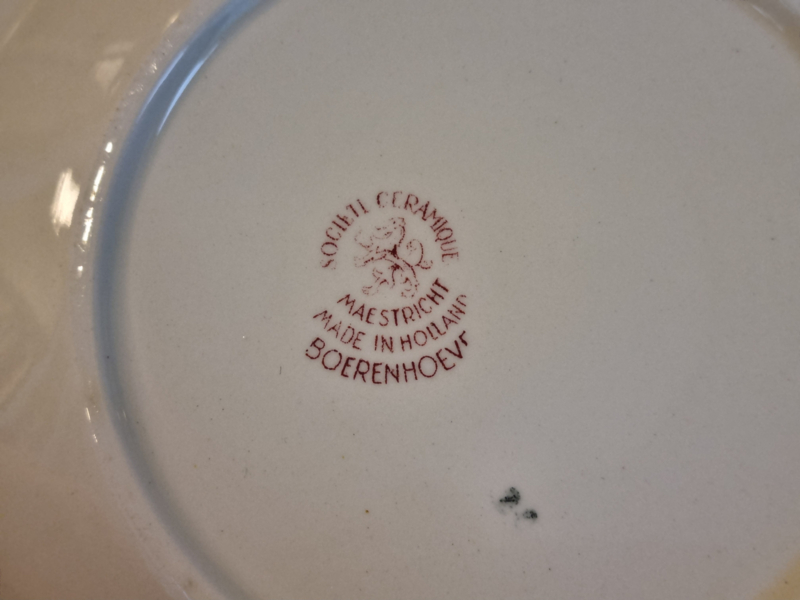 SOCIETE CERAMIQUE
MAESTRICHT
MADE IN HOLLAND
BOERENHOEVE